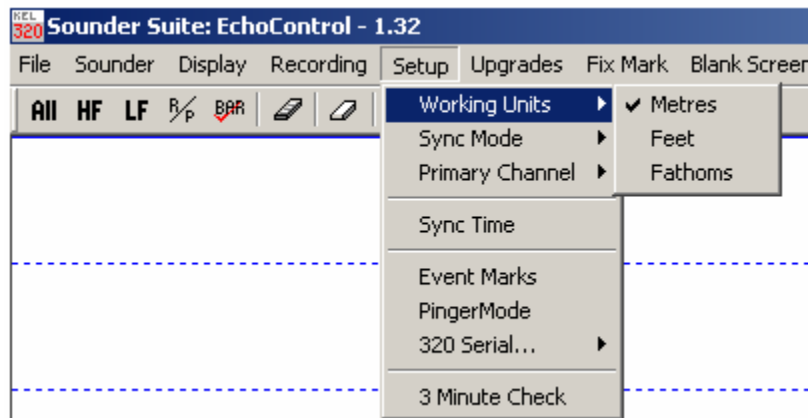 KEL 320 Sounder Suite: EchoControl - 1.32
File Sounder Display Recording Setup Upgrades Fix Mark Blank Screen
All HF LF R/P BAR
Working Units
Metres
Feet
Fathoms
Sync Mode
Primary Channel
Sync Time
Event Marks
PingerMode
320 Serial...
3 Minute Check